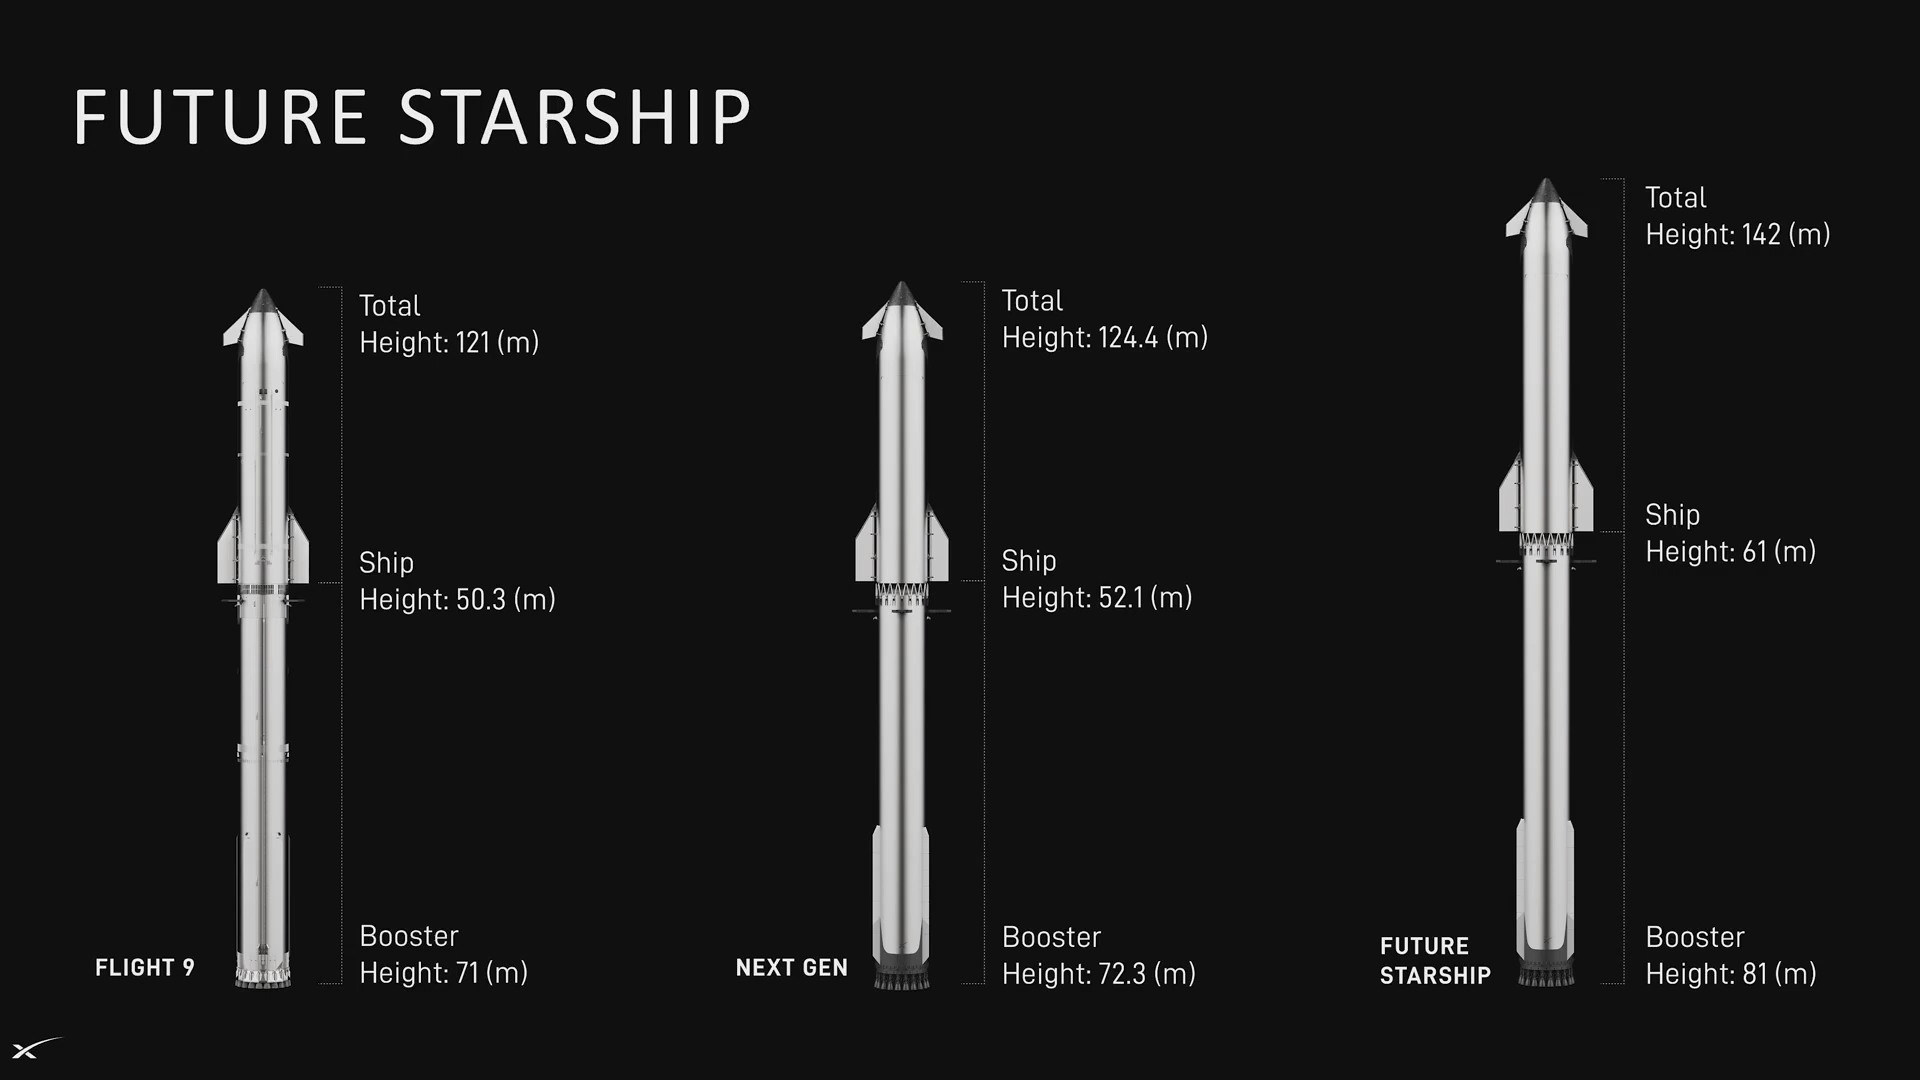 FUTURE STARSHIP
Total
Height: 121 (m)
Ship
Height: 50.3 (m)
Booster
Height: 71 (m)
FLIGHT 9
Total
Height: 124.4 (m)
Ship
Height: 52.1 (m)
Booster
Height: 72.3 (m)
NEXT GEN
Total
Height: 142 (m)
Ship
Height: 61 (m)
Booster
Height: 81 (m)
FUTURE
STARSHIP